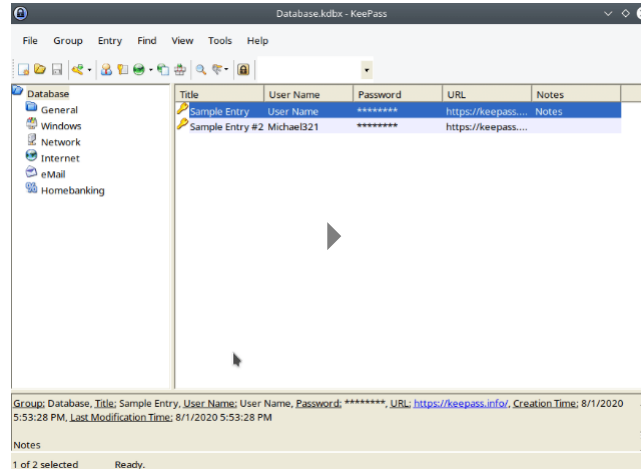 Database.kdbx - KeePass
File Group Entry Find View Tools Help
Database
General
Windows
Network
Internet
eMail
Homebanking
Title User Name Password URL Notes
Sample Entry User Name ******** https://keepass.... Notes
Sample Entry #2 Michael321 ******** https://keepass....
Group: Database, Title: Sample Entry, User Name: User Name, Password: ********, URL: https://keepass.info/, Creation Time: 8/1/2020
5:53:28 PM, Last Modification Time: 8/1/2020 5:53:28 PM
Notes
1 of 2 selected Ready.